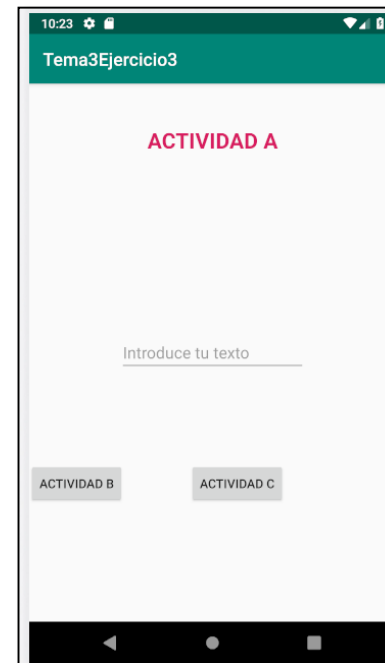 10:23
Tema3Ejercicio3
ACTIVIDAD A
Introduce tu texto
ACTIVIDAD B ACTIVIDAD C